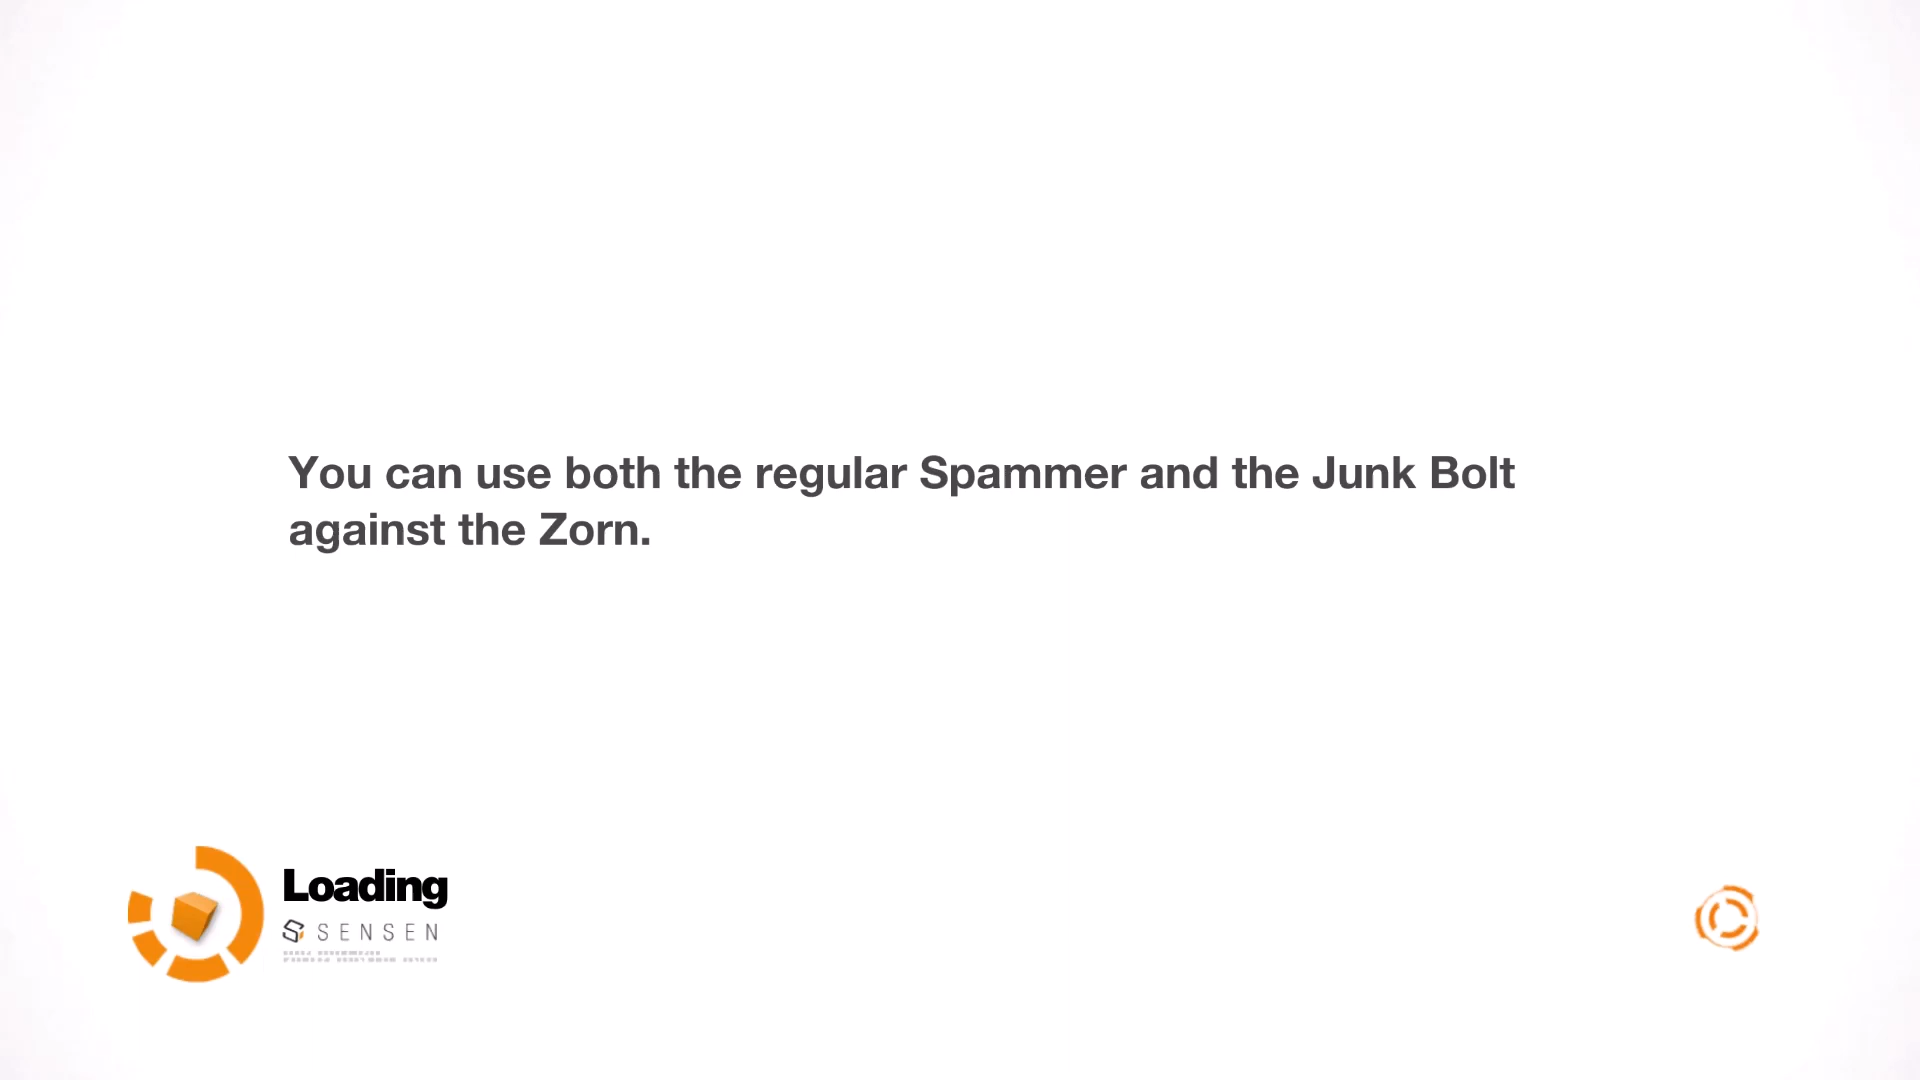 You can use both the regular Spammer and the Junk Bolt
against the Zorn.
Loading
SENSEN